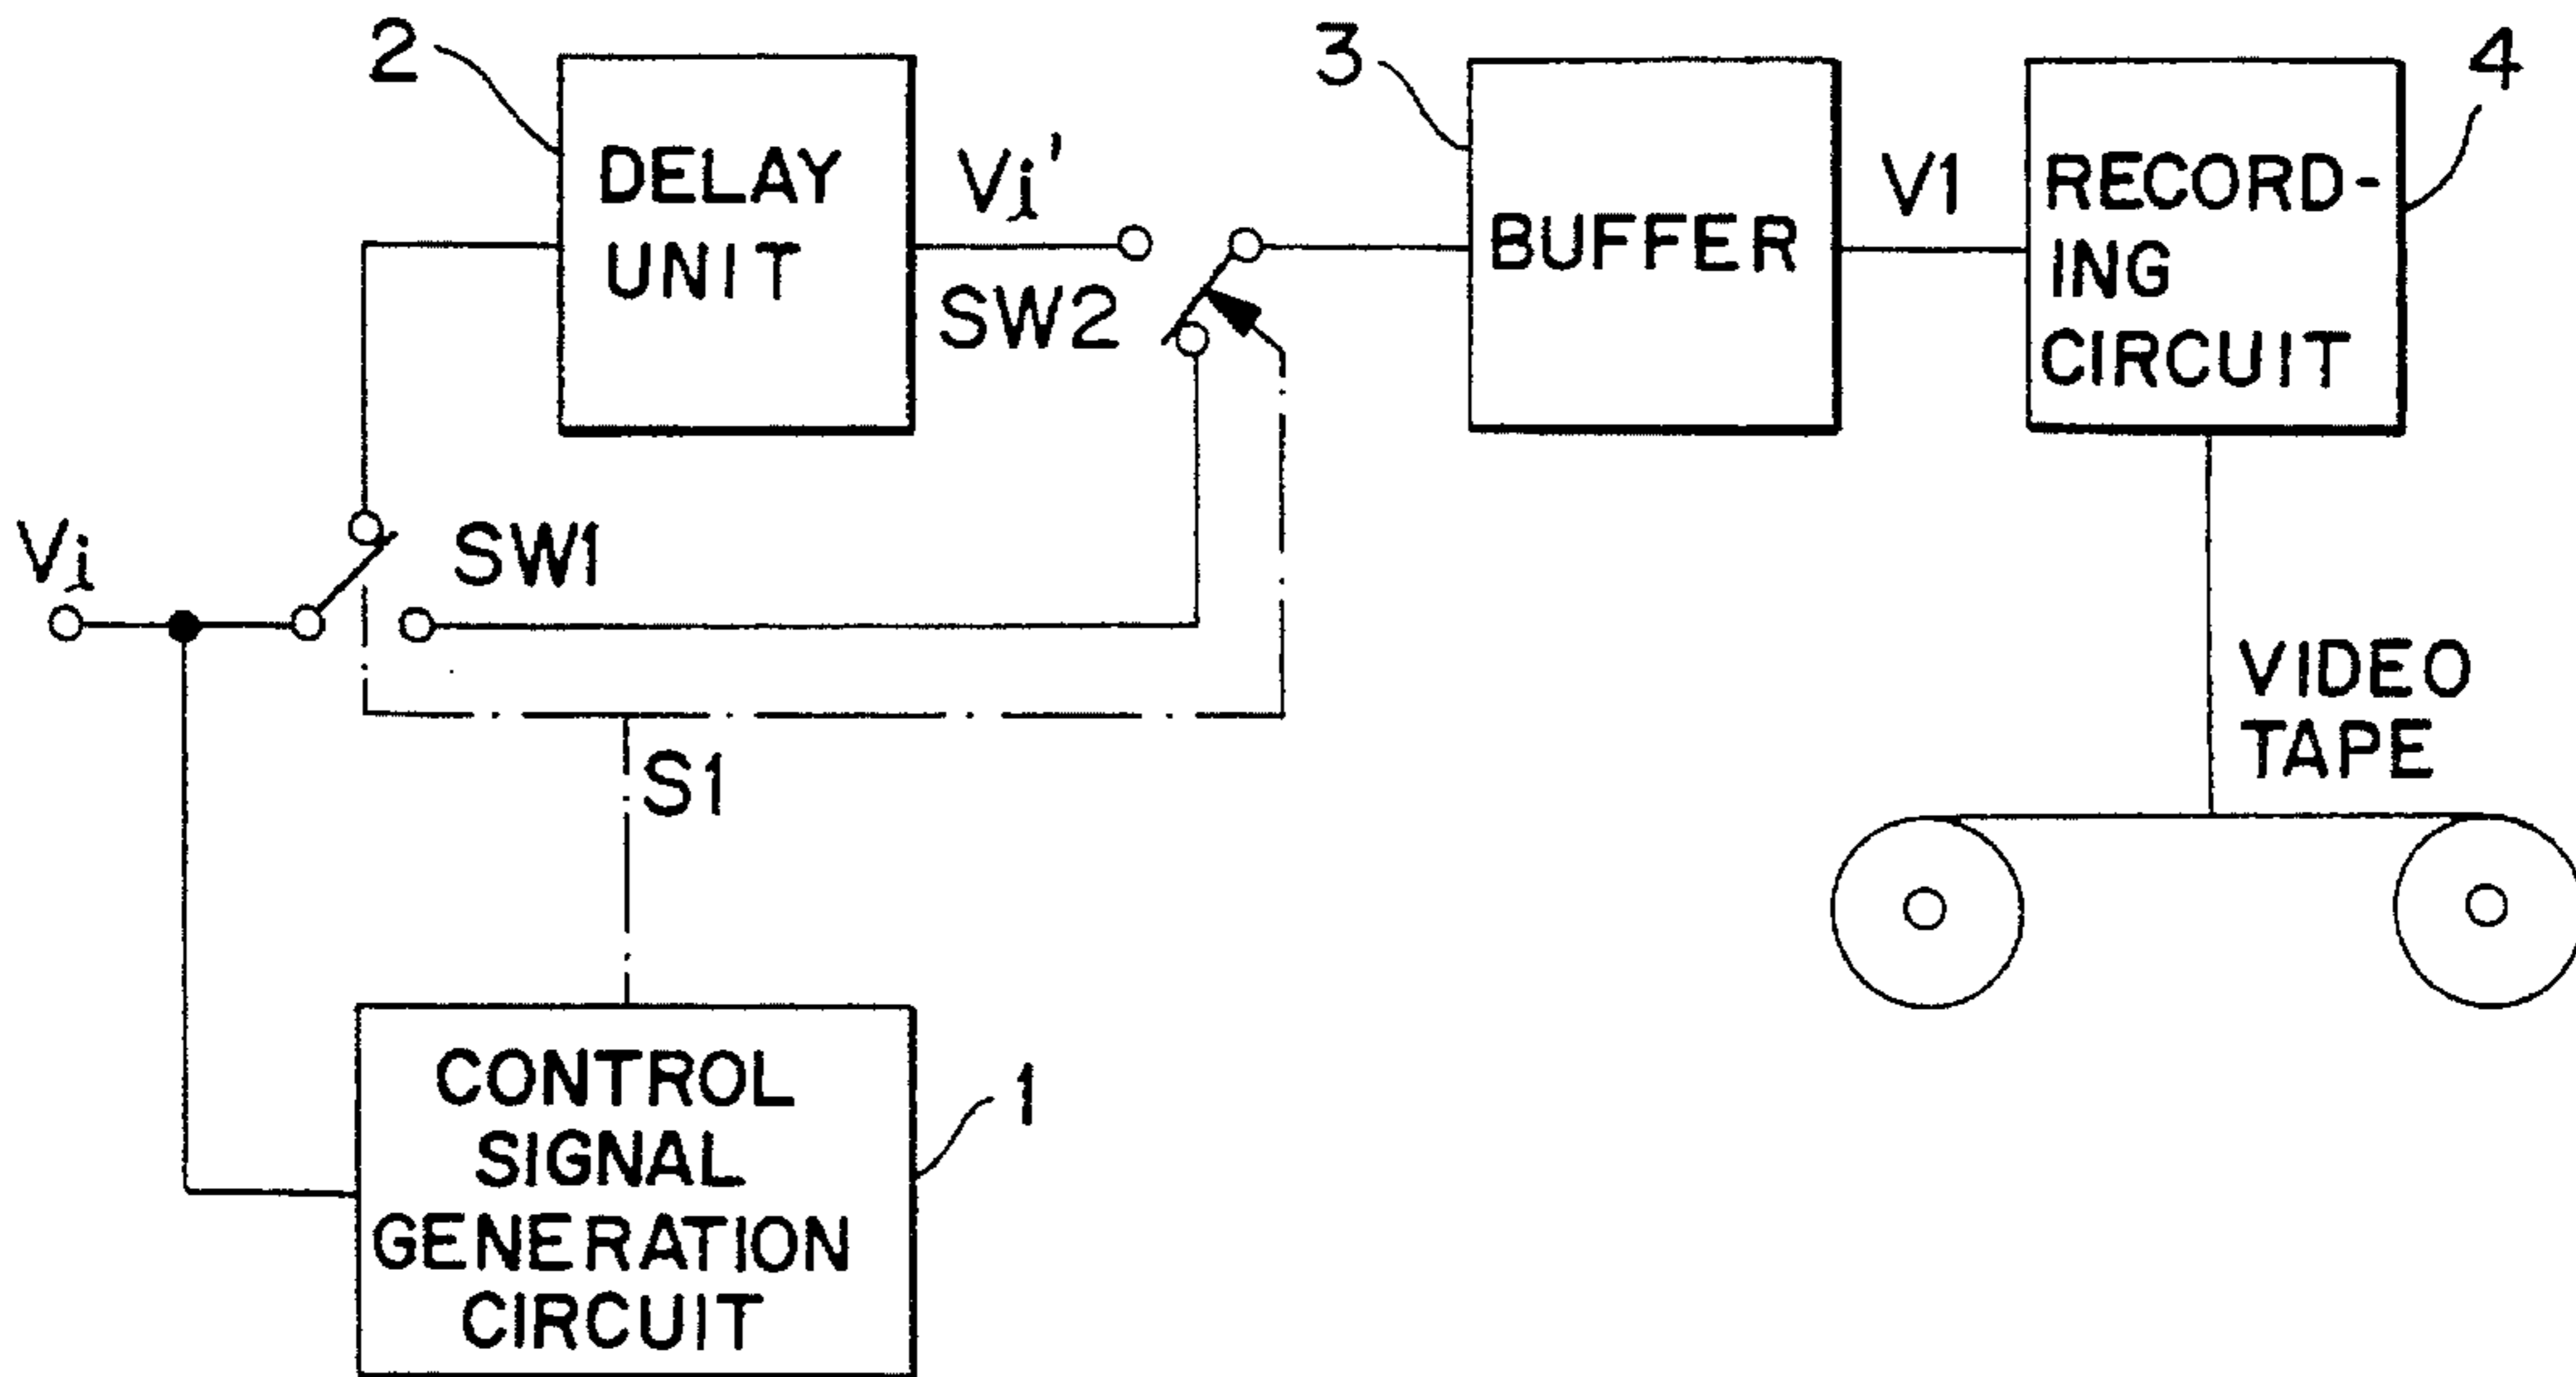 2
DELAY
UNIT
Vi'
SW2
3
BUFFER
V1
4
RECORD-
ING
CIRCUIT
Vi
SW1
VIDEO
TAPE
S1
CONTROL
SIGNAL
GENERATION
CIRCUIT
1